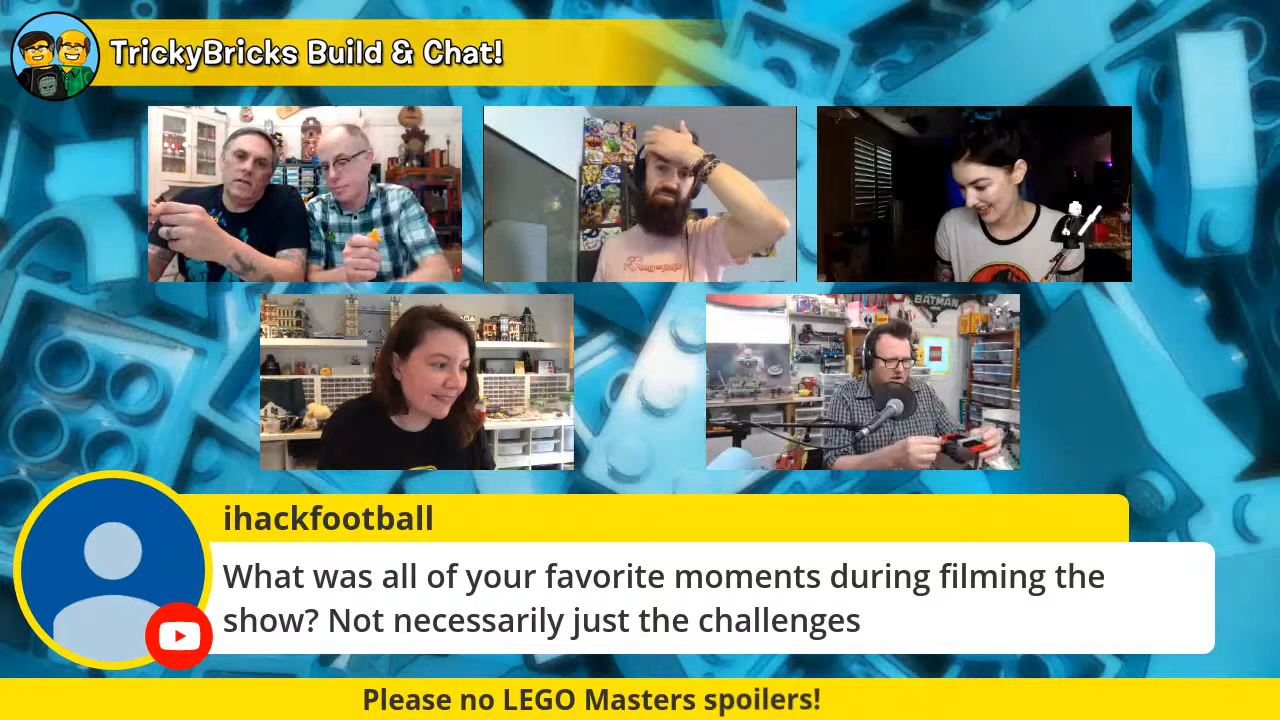 TrickyBricks Build & Chat!
BATMAN
ihackfootball
What was all of your favorite moments during filming the
show? Not necessarily just the challenges
Please no LEGO Masters spoilers!